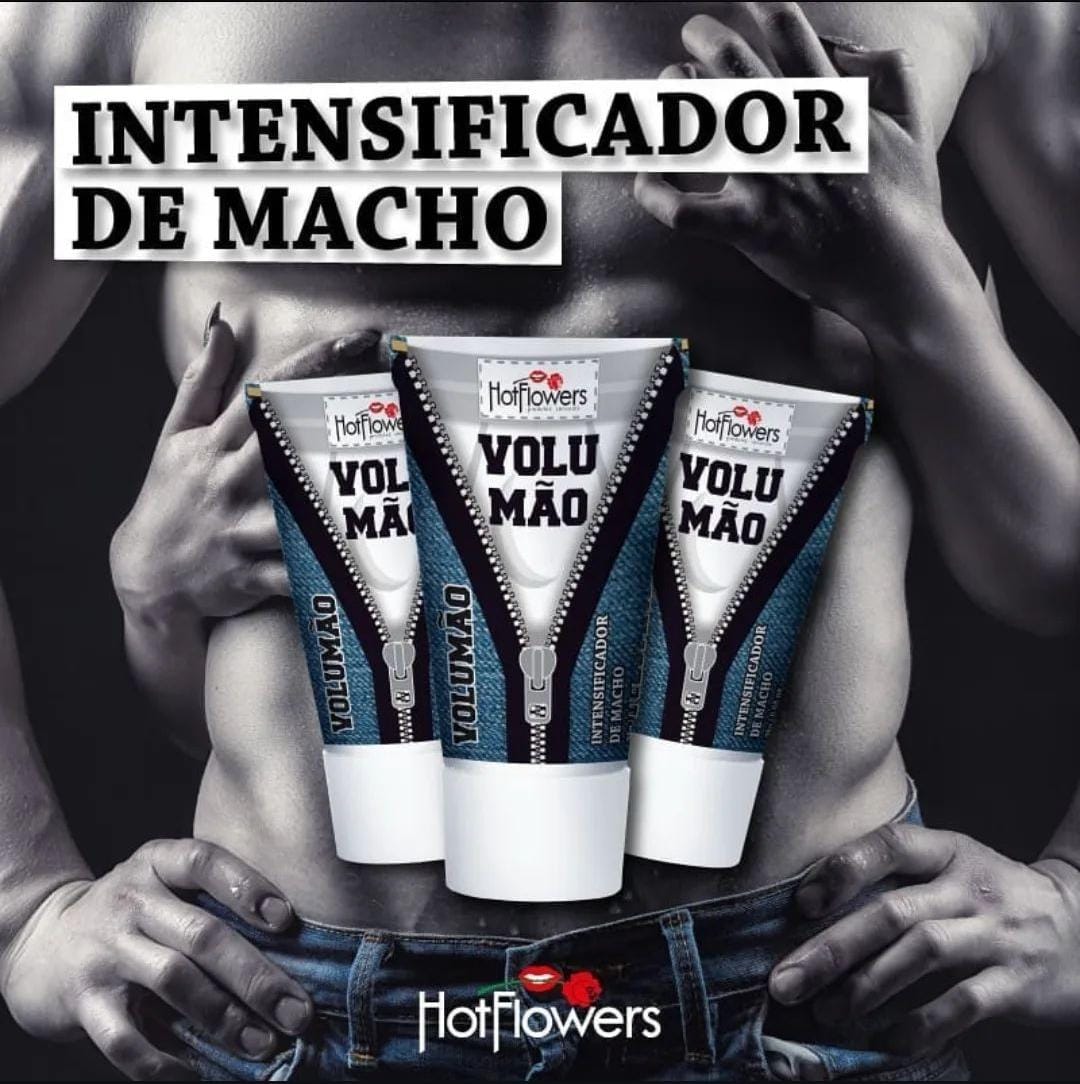 INTENSIFICADOR
DE MACHO
HotFlowers
VOLU
MÃO
VOLUMÃO
HotFlowers
VOLU
MÃO
VOLUMÃO
INTENSIFICADOR
DE MACHO
HotFlowers
VOLU
MÃO
INTENSIFICADOR
DE MACHO
HotFlowers